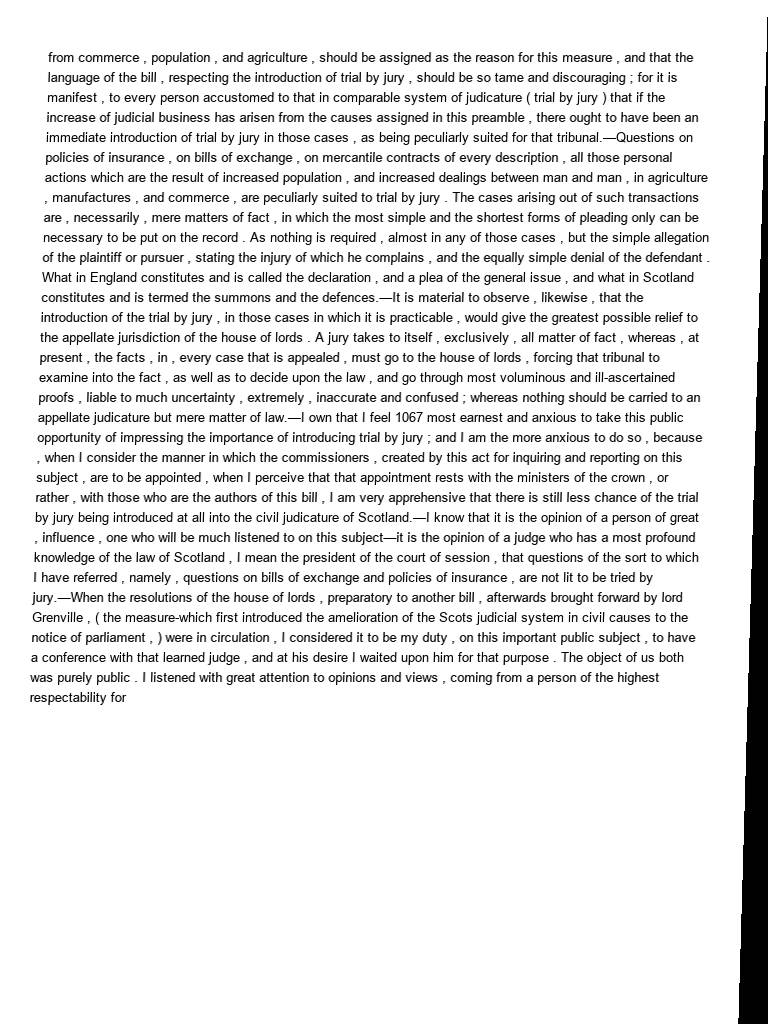 from commerce , population , and agriculture , should be assigned as the reason for this measure , and that the
language of the bill , respecting the introduction of trial by jury , should be so tame and discouraging ; for it is
manifest , to every person accustomed to that in comparable system of judicature ( trial by jury ) that if the
increase of judicial business has arisen from the causes assigned in this preamble , there ought to have been an
immediate introduction of trial by jury in those cases , as being peculiarly suited for that tribunal.—Questions on
policies of insurance , on bills of exchange , on mercantile contracts of every description , all those personal
actions which are the result of increased population , and increased dealings between man and man , in agriculture
, manufactures , and commerce , are peculiarly suited to trial by jury . The cases arising out of such transactions
are , necessarily , mere matters of fact , in which the most simple and the shortest forms of pleading only can be
necessary to be put on the record . As nothing is required , almost in any of those cases , but the simple allegation
of the plaintiff or pursuer , stating the injury of which he complains , and the equally simple denial of the defendant .
What in England constitutes and is called the declaration , and a plea of the general issue , and what in Scotland
constitutes and is termed the summons and the defences.—It is material to observe , likewise , that the
introduction of the trial by jury , in those cases in which it is practicable , would give the greatest possible relief to
the appellate jurisdiction of the house of lords . A jury takes to itself , exclusively , all matter of fact , whereas , at
present , the facts , in , every case that is appealed , must go to the house of lords , forcing that tribunal to
examine into the fact , as well as to decide upon the law , and go through most voluminous and ill-ascertained
proofs , liable to much uncertainty , extremely , inaccurate and confused ; whereas nothing should be carried to an
appellate judicature but mere matter of law.—I own that I feel 1067 most earnest and anxious to take this public
opportunity of impressing the importance of introducing trial by jury ; and I am the more anxious to do so , because
, when I consider the manner in which the commissioners , created by this act for inquiring and reporting on this
subject , are to be appointed , when I perceive that that appointment rests with the ministers of the crown , or
rather , with those who are the authors of this bill , I am very apprehensive that there is still less chance of the trial
by jury being introduced at all into the civil judicature of Scotland.—I know that it is the opinion of a person of great
, influence , one who will be much listened to on this subject—it is the opinion of a judge who has a most profound
knowledge of the law of Scotland , I mean the president of the court of session , that questions of the sort to which
I have referred , namely , questions on bills of exchange and policies of insurance , are not lit to be tried by
jury.—When the resolutions of the house of lords , preparatory to another bill , afterwards brought forward by lord
Grenville , ( the measure-which first introduced the amelioration of the Scots judicial system in civil causes to the
notice of parliament , ) were in circulation , I considered it to be my duty , on this important public subject , to have
a conference with that learned judge , and at his desire I waited upon him for that purpose . The object of us both
was purely public . I listened with great attention to opinions and views , coming from a person of the highest
respectability for